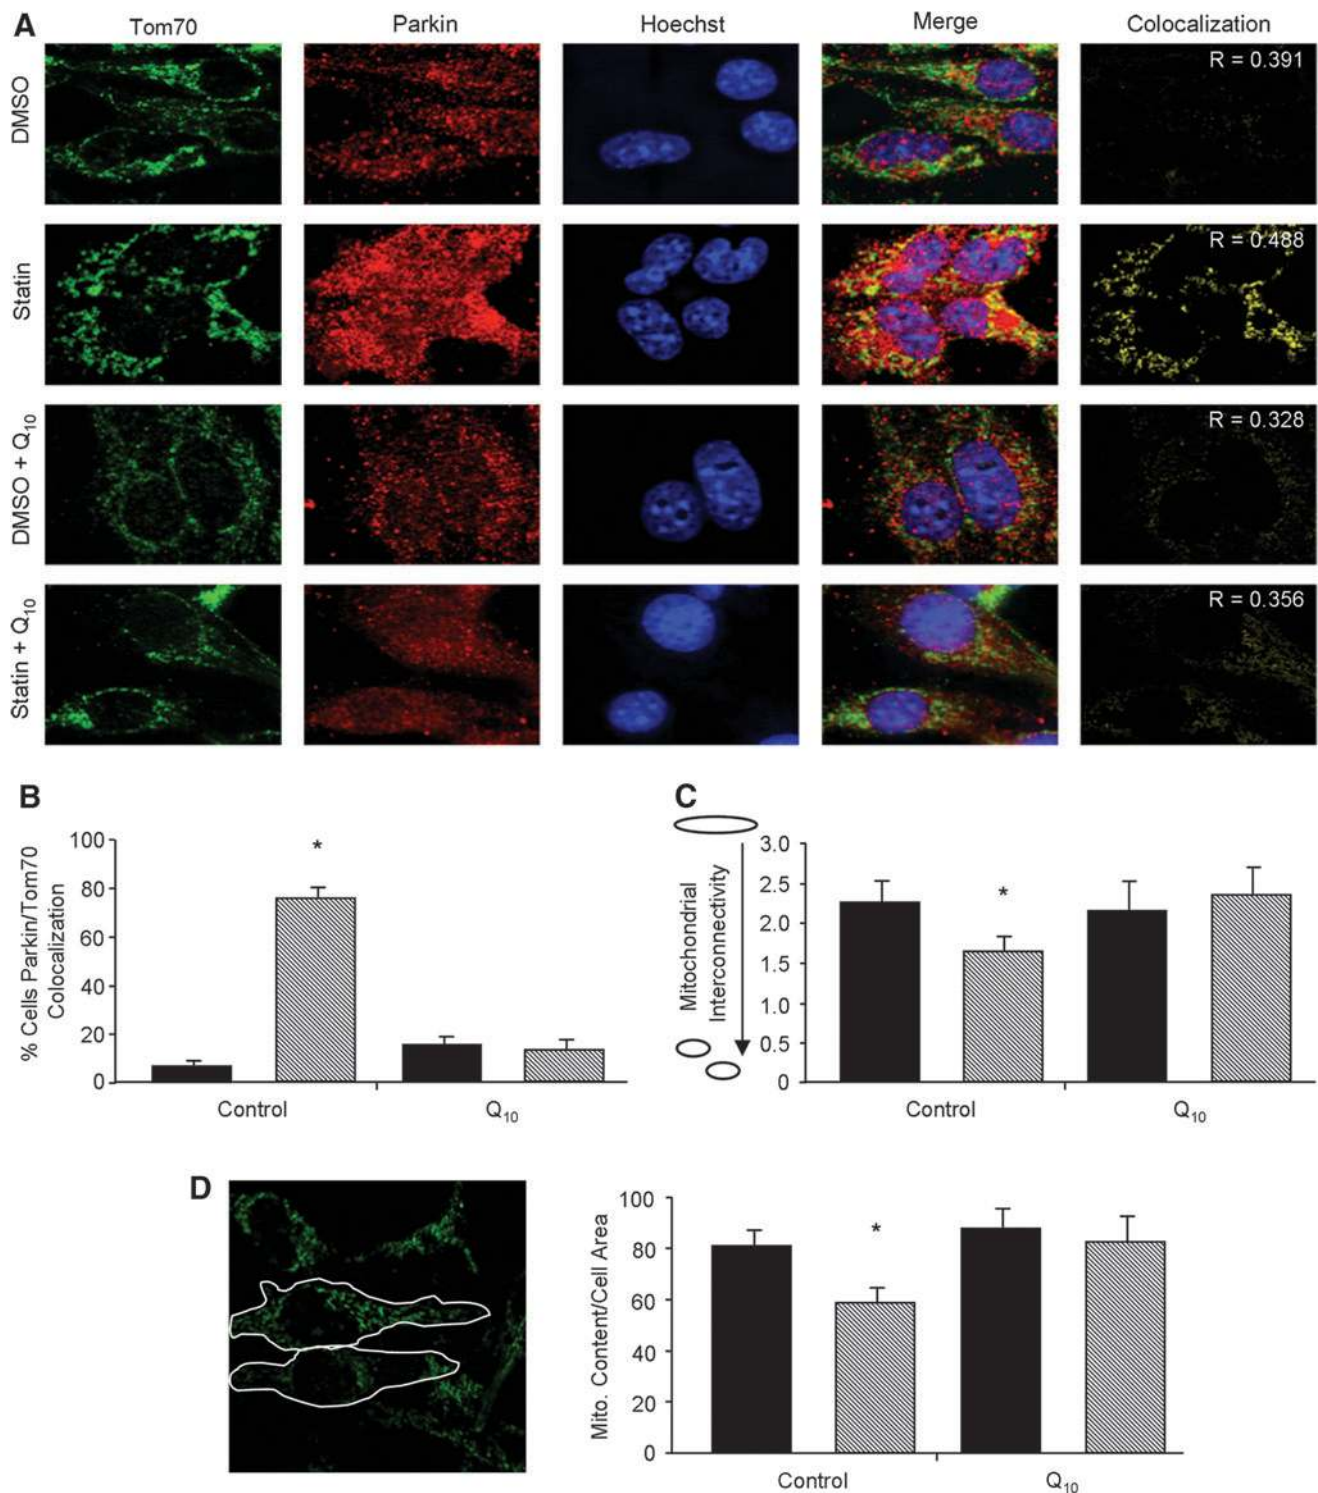 A
Tom70
Parkin
Hoechst
Merge
Colocalization
DMSO
R = 0.391
Statin
R = 0.488
DMSO + Q10
R = 0.328
Statin + Q10
R = 0.356
B
% Cells Parkin/Tom70
Colocalization
100
80
60
40
20
0
*
Control
Q10
C
Mitochondrial
Interconnectivity
3.0
2.5
2.0
1.5
1.0
0.5
0
*
Control
Q10
D
Mito. Content/Cell Area
100
80
60
40
20
0
*
Control
Q10